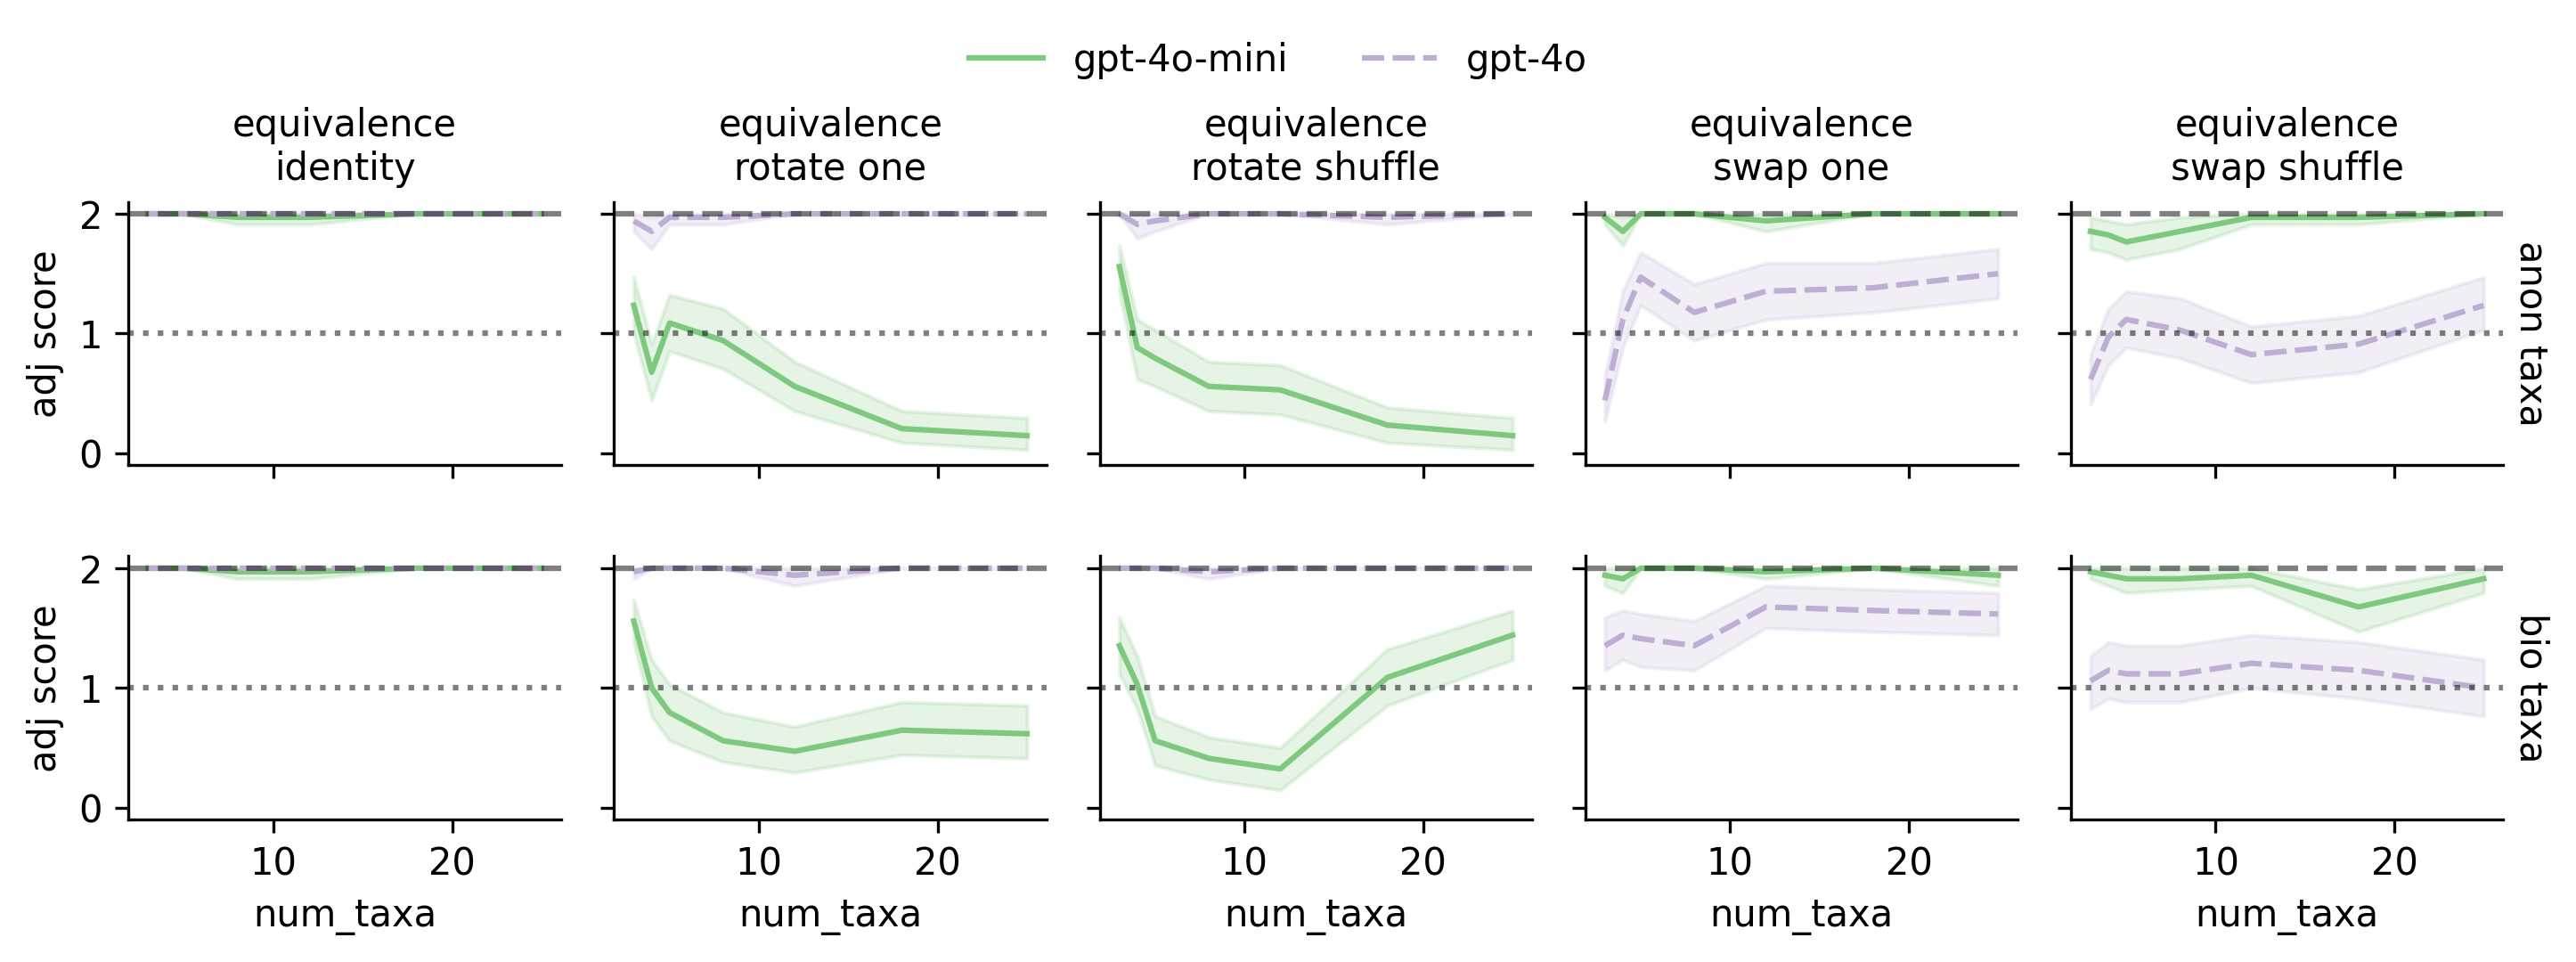 gpt-4o-mini gpt-4o
equivalence identity
equivalence rotate one
equivalence rotate shuffle
equivalence swap one
equivalence swap shuffle
adj score
2
1
0
anon taxa
adj score
2
1
0
bio taxa
10 20
10 20
10 20
10 20
10 20
num_taxa num_taxa num_taxa num_taxa num_taxa